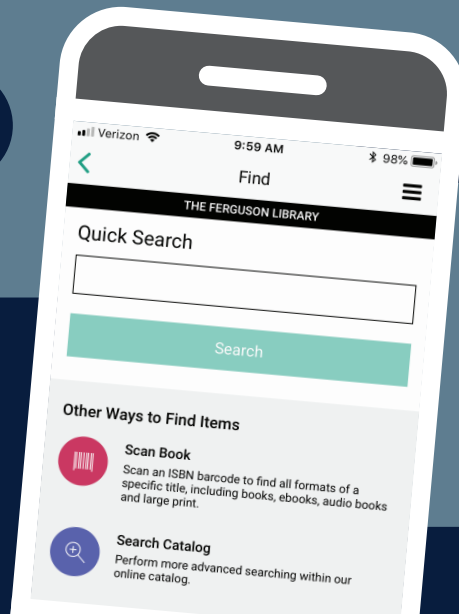 Verizon 9:59 AM 98%
Find
THE FERGUSON LIBRARY
Quick Search
Search
Other Ways to Find Items
Scan Book
Scan an ISBN barcode to find all formats of a
specific title, including books, ebooks, audio books
and large print.
Search Catalog
Perform more advanced searching within our
online catalog.